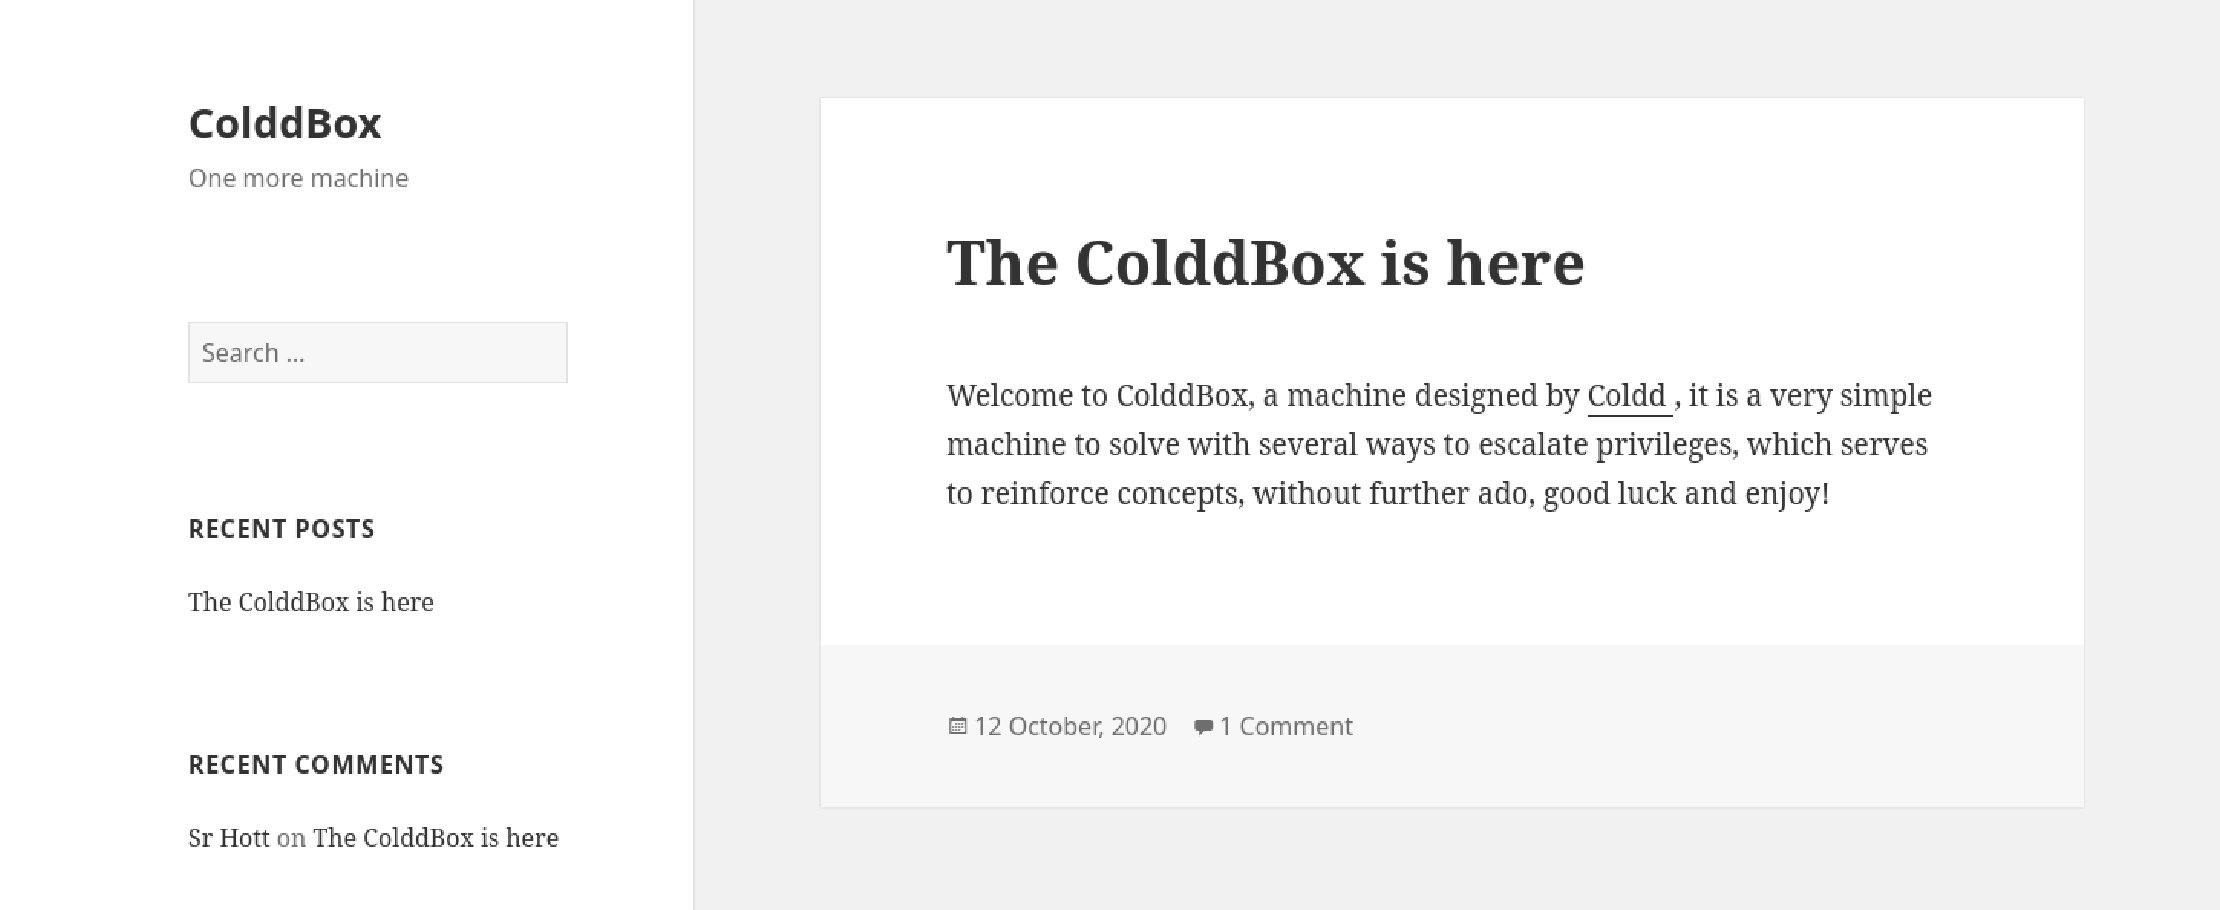 ColddBox
One more machine
Search ...
RECENT POSTS
The ColddBox is here
RECENT COMMENTS
Sr Hott on The ColddBox is here
The ColddBox is here
Welcome to ColddBox, a machine designed by Coldd , it is a very simple
machine to solve with several ways to escalate privileges, which serves
to reinforce concepts, without further ado, good luck and enjoy!
12 October, 2020 1 Comment